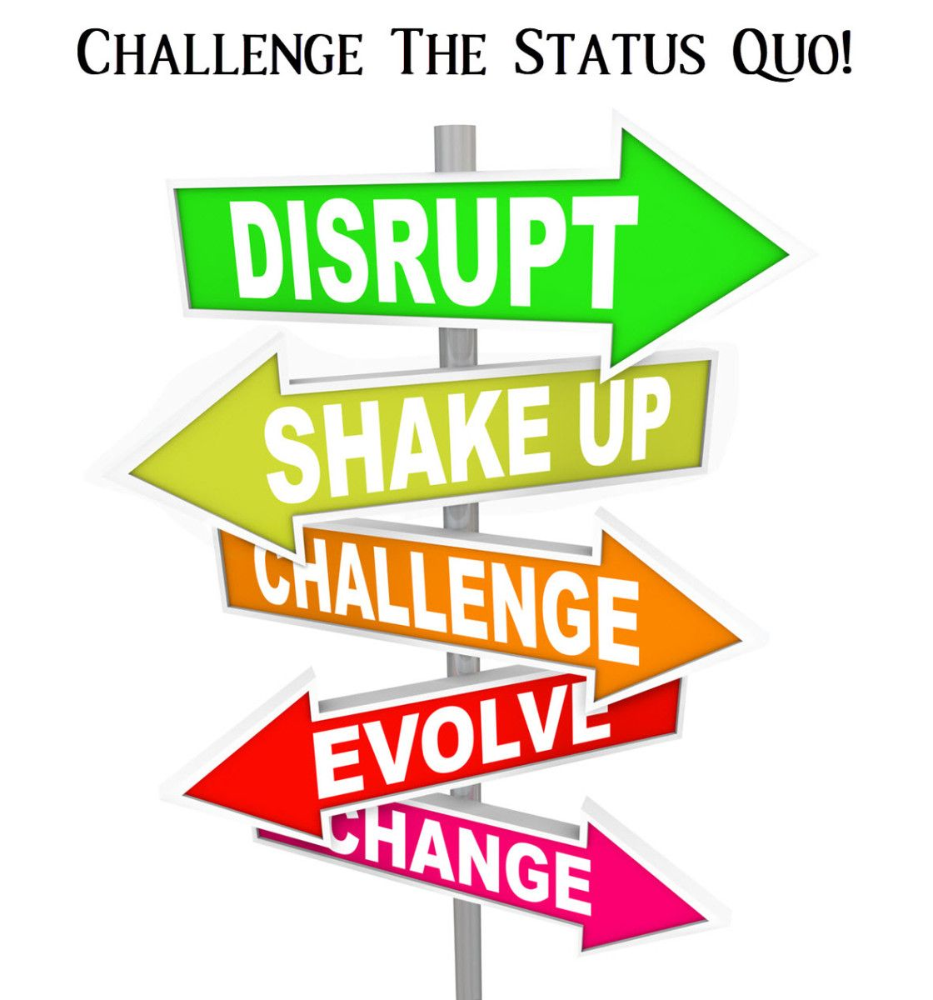 CHALLENGE THE STATUS QUO!
DISRUPT
SHAKE UP
CHALLENGE
EVOLVE
CHANGE